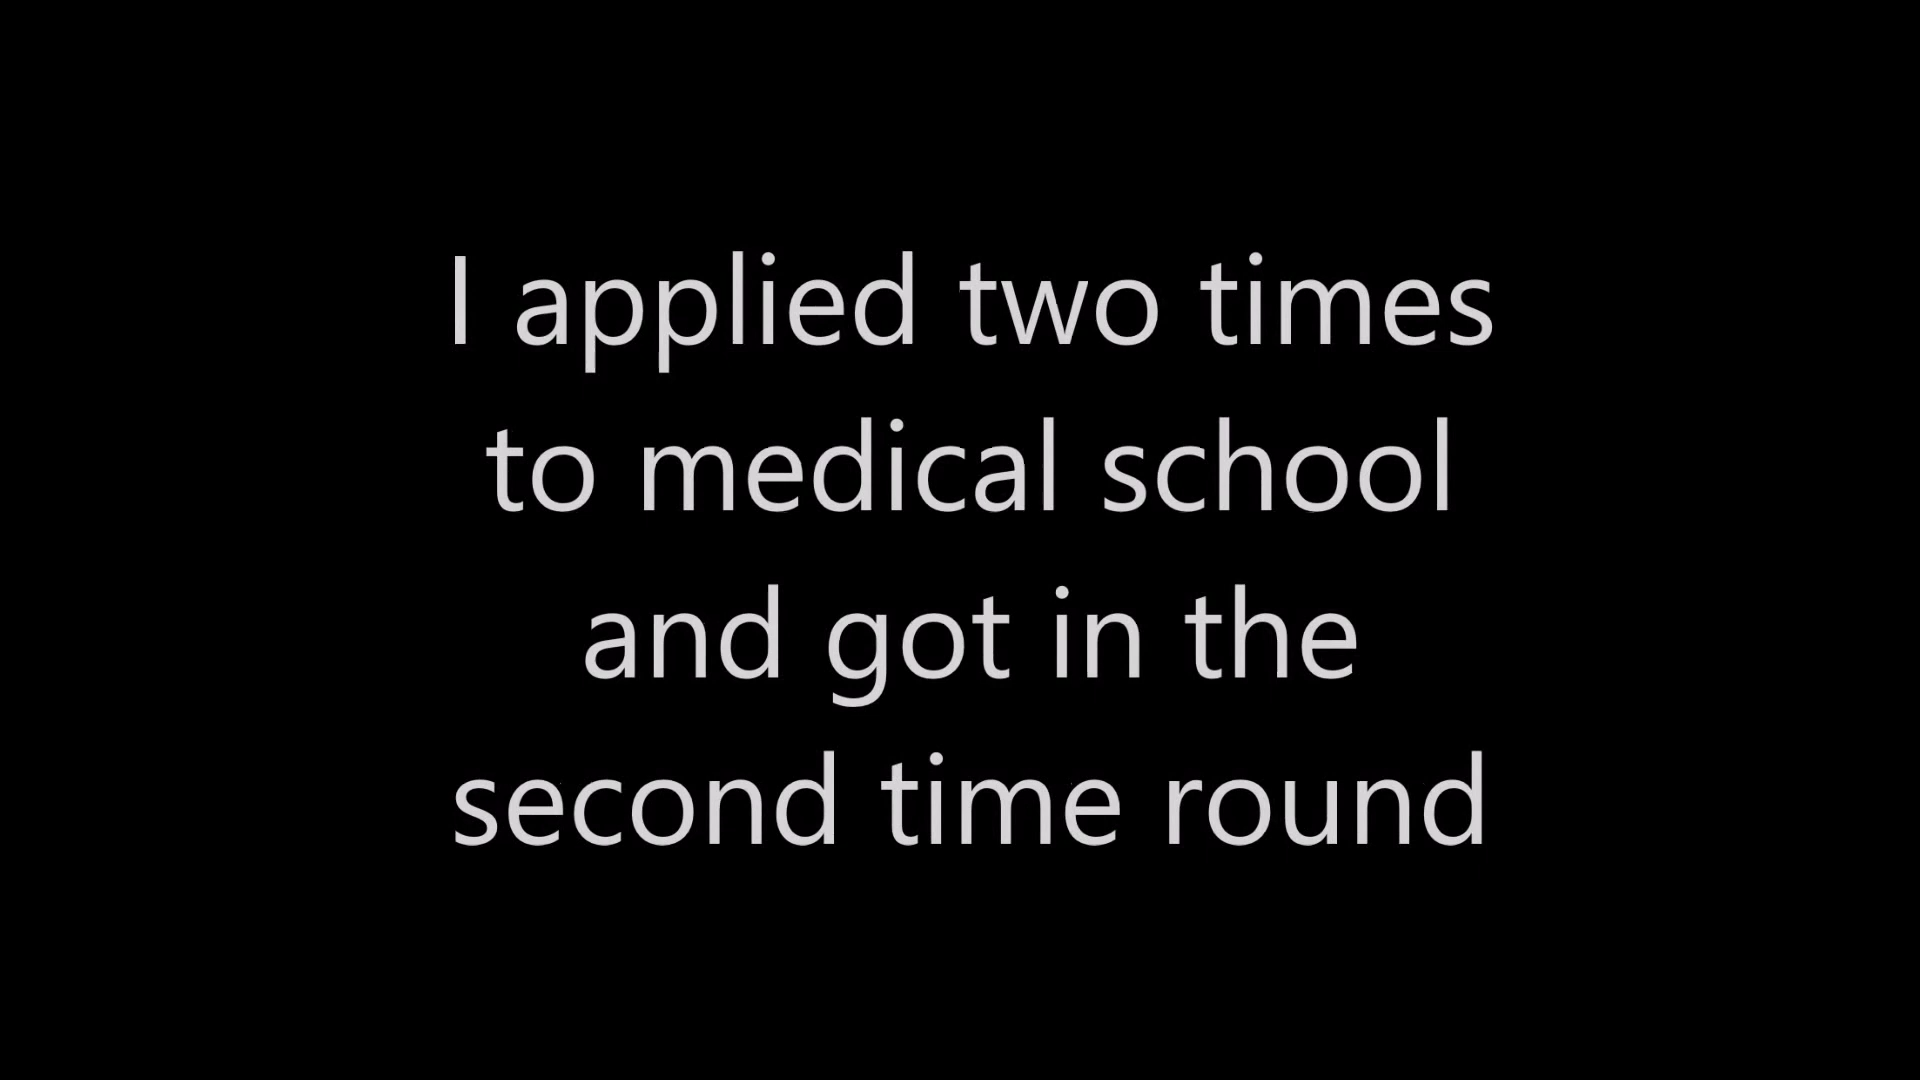 I applied two times
to medical school
and got in the
second time round